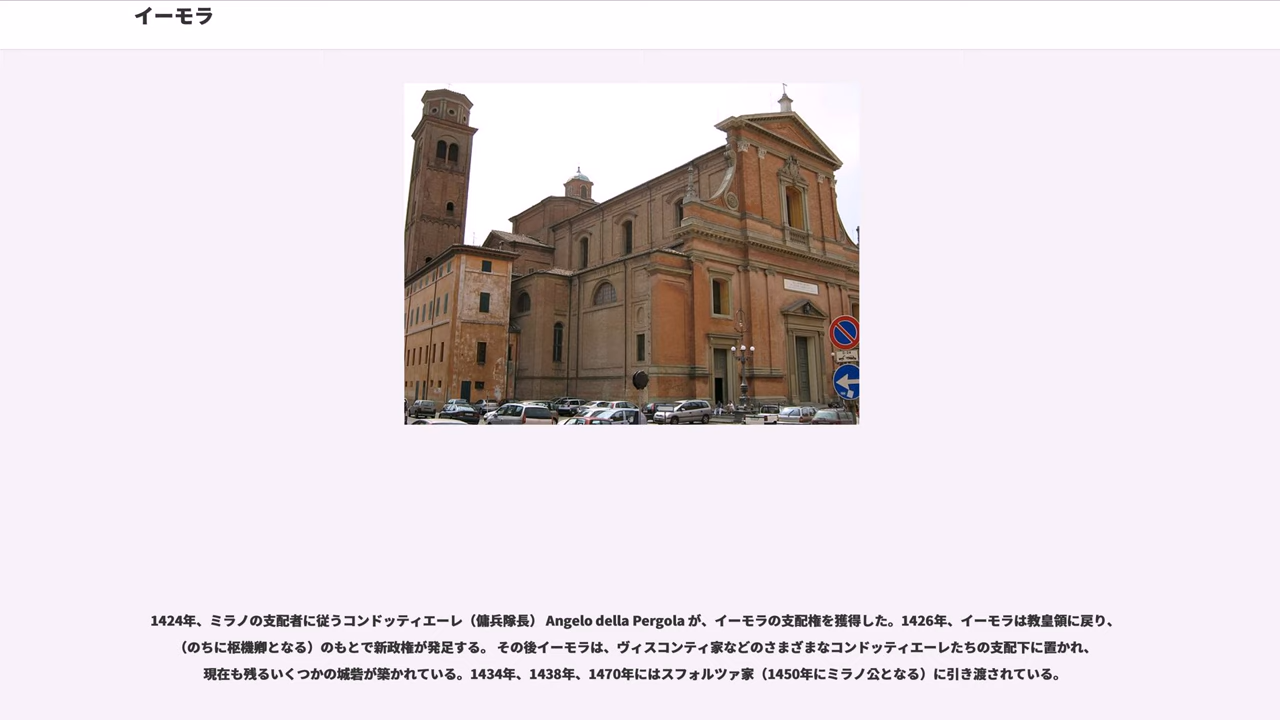 イーモラ
1424年、ミラノの支配者に従うコンドッティエーレ（傭兵隊長） Angelo della Pergola が、イーモラの支配権を獲得した。1426年、イーモラは教皇領に戻り、
（のちに枢機卿となる）のもとで新政権が発足する。 その後イーモラは、ヴィスコンティ家などのさまざまなコンドッティエーレたちの支配下に置かれ、
現在も残るいくつかの城砦が築かれている。1434年、1438年、1470年にはスフォルツァ家（1450年にミラノ公となる）に引き渡されている。